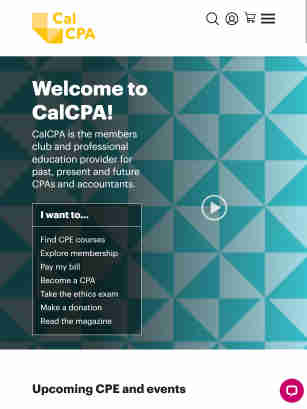 Cal
CPA
Welcome to
CalCPA!
CalCPA is the members
club and professional
education provider for
past, present and future
CPAs and accountants.
I want to...
Find CPE courses
Explore membership
Pay my bill
Become a CPA
Take the ethics exam
Make a donation
Read the magazine
Upcoming CPE and events